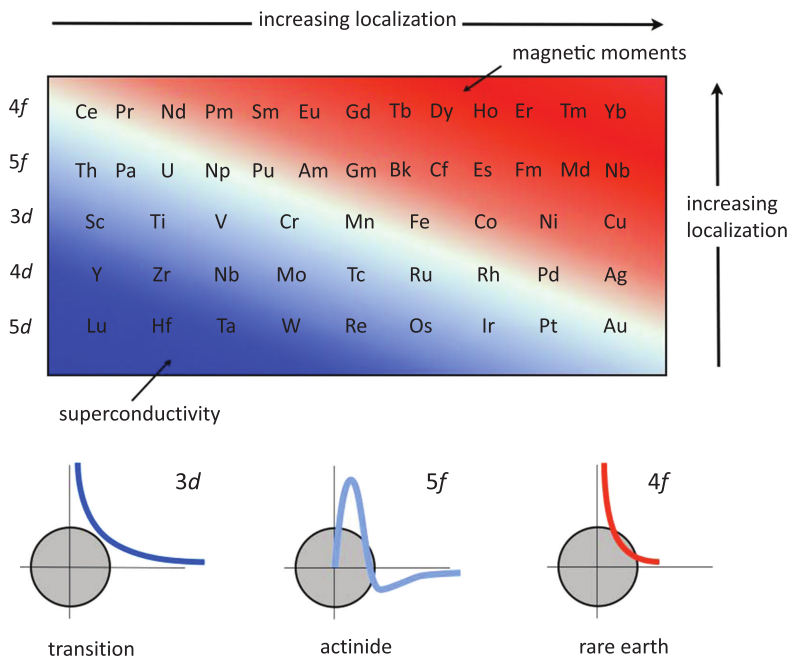 increasing localization
magnetic moments
4f Ce Pr Nd Pm Sm Eu Gd Tb Dy Ho Er Tm Yb
5f Th Pa U Np Pu Am Gm Bk Cf Es Fm Md Nb
3d Sc Ti V Cr Mn Fe Co Ni Cu
4d Y Zr Nb Mo Tc Ru Rh Pd Ag
5d Lu Hf Ta W Re Os Ir Pt Au
increasing
localization
superconductivity
3d 5f 4f
transition actinide rare earth